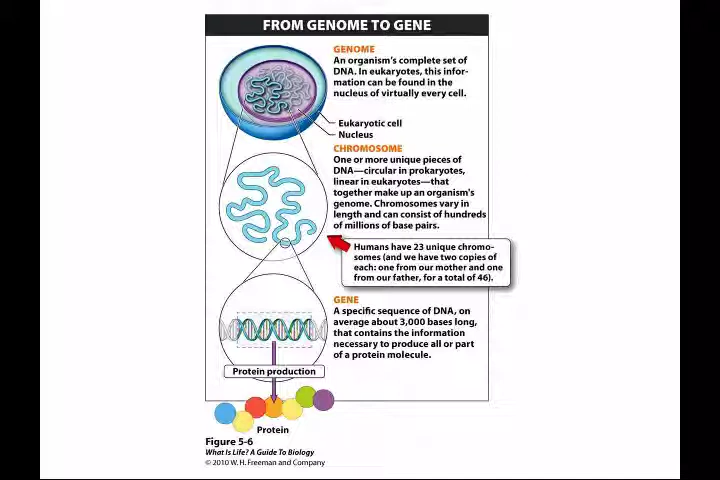 FROM GENOME TO GENE
GENOME
An organism's complete set of
DNA. In eukaryotes, this infor-
mation can be found in the
nucleus of virtually every cell.
Eukaryotic cell
Nucleus
CHROMOSOME
One or more unique pieces of
DNA—circular in prokaryotes,
linear in eukaryotes—that
together make up an organism's
genome. Chromosomes vary in
length and can consist of hundreds
of millions of base pairs.
Humans have 23 unique chromo-
somes (and we have two copies of
each: one from our mother and one
from our father, for a total of 46).
GENE
A specific sequence of DNA, on
average about 3,000 bases long,
that contains the information
necessary to produce all or part
of a protein molecule.
Protein production
Protein
Figure 5-6
What Is Life? A Guide To Biology
© 2010 W. H. Freeman and Company